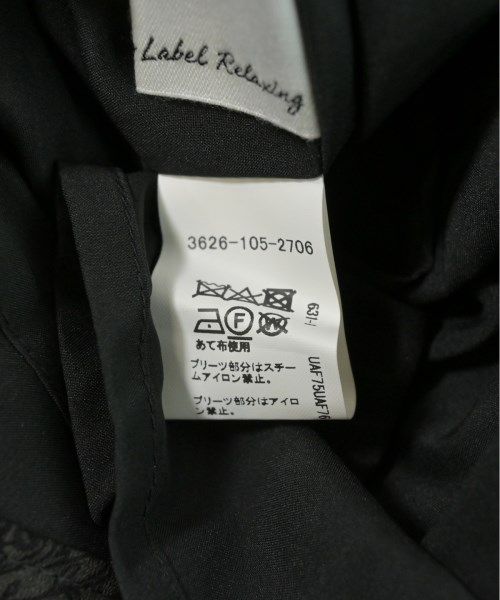 Label Relaxing
3626-105-2706
F
あて布使用
プリーツ部分はスチー
ムアイロン禁止。
プリーツ部分はアイロ
ン禁止。
631-
UAF75UAF76